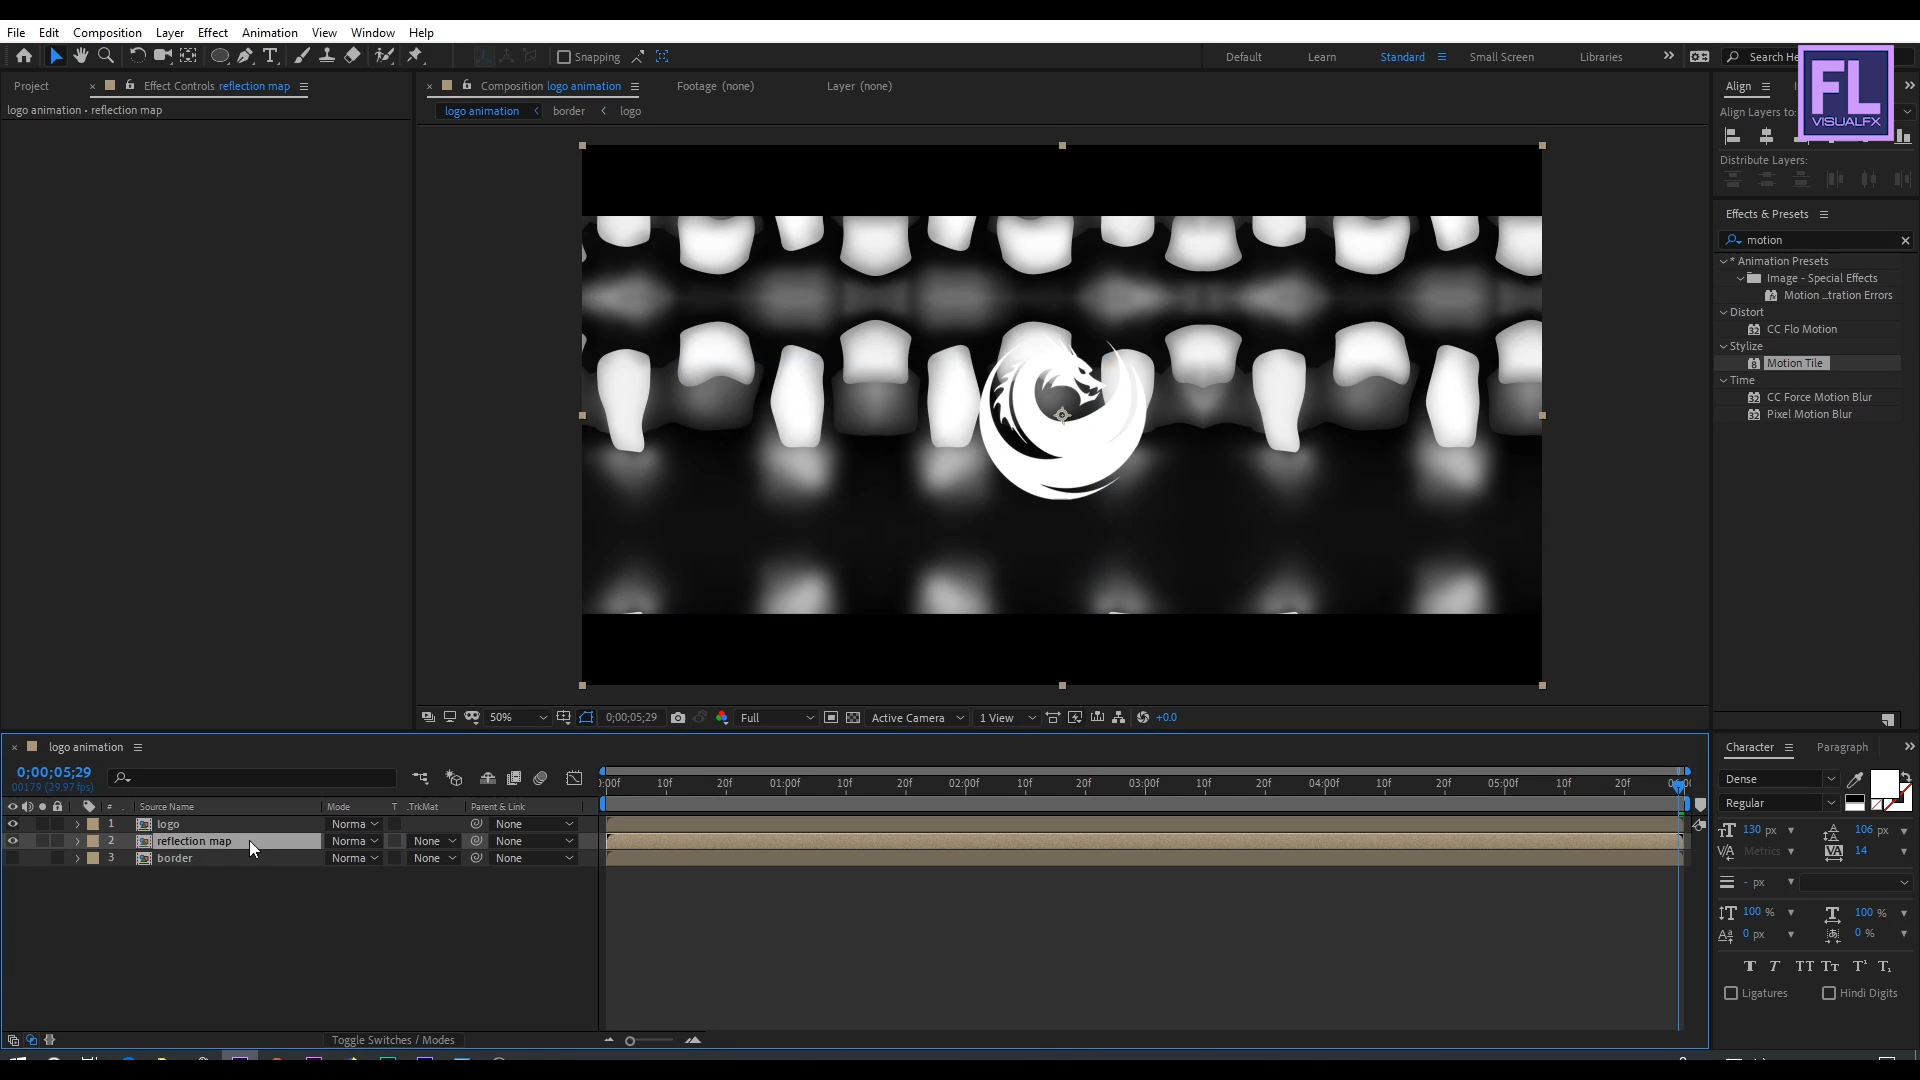 File Edit Composition Layer Effect Animation View Window Help
Snapping Default Learn Standard Small Screen Libraries Search He
Project Effect Controls reflection map Composition logo animation Footage (none) Layer (none) Align
FL
VISUALFX
logo animation • reflection map logo animation border logo Align Layers to:
Distribute Layers:
Effects & Presets
motion
* Animation Presets
Image - Special Effects
Motion ...tration Errors
Distort
CC Flo Motion
Stylize
Motion Tile
Time
CC Force Motion Blur
Pixel Motion Blur
50% 0;00;05;29 Full Active Camera 1 View +0.0
logo animation Character Paragraph
0;00;05;29
00179 (29.97 fps)
:00f 10f 20f 01:00f 10f 20f 02:00f 10f 20f 03:00f 10f 20f 04:00f 10f 20f 05:00f 10f 20f
Dense
Regular
# Source Name Mode T .TrkMat Parent & Link
1 logo Norma None
2 reflection map Norma None None
3 border Norma None None
130 px 106 px
Metrics 14
- px
100 % 100 %
0 px 0 %
T T TT Tt T¹ T₁
Ligatures Hindi Digits
Toggle Switches / Modes